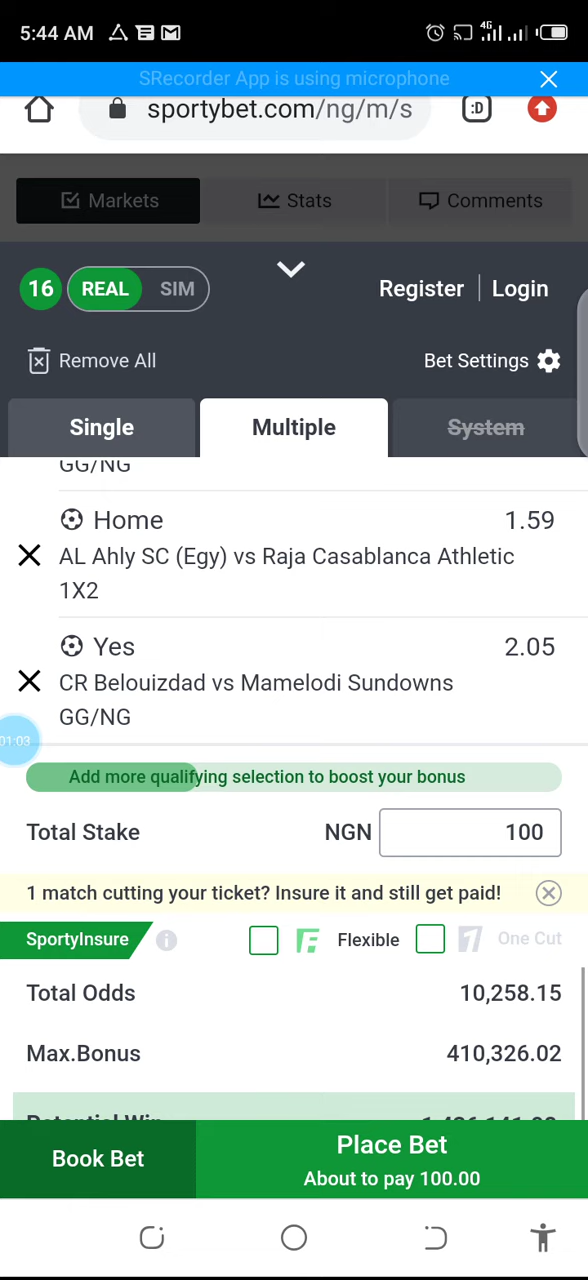 5:44 AM
4G
SRecorder App is using microphone
sportybet.com/ng/m/s
:D
Markets
Stats
Comments
16
REAL
SIM
Register
Login
Remove All
Bet Settings
Single
Multiple
System
GG/NG
Home
1.59
AL Ahly SC (Egy) vs Raja Casablanca Athletic
1X2
Yes
2.05
CR Belouizdad vs Mamelodi Sundowns
GG/NG
01:03
Add more qualifying selection to boost your bonus
Total Stake
NGN
100
1 match cutting your ticket? Insure it and still get paid!
SportyInsure
Flexible
One Cut
Total Odds
10,258.15
Max.Bonus
410,326.02
Potential Win
Book Bet
Place Bet
About to pay 100.00